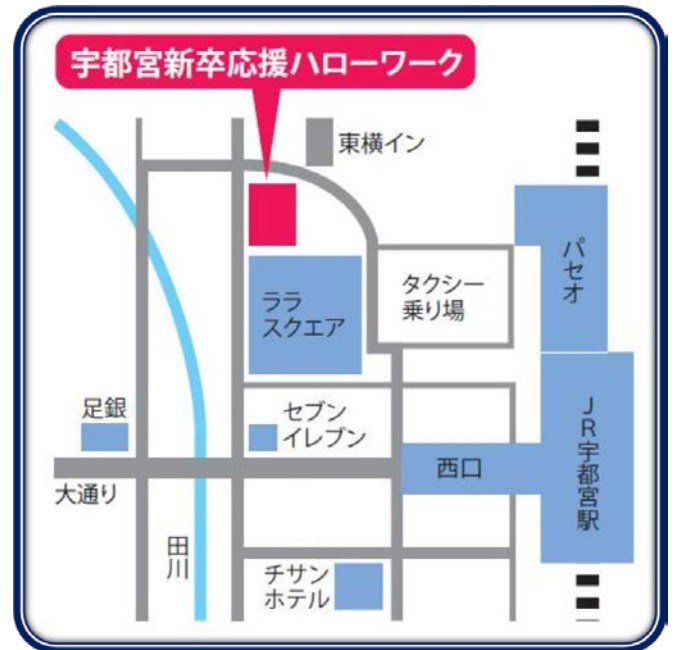 宇都宮新卒応援ハローワーク
東横イン
パセオ
タクシー
乗り場
ララ
スクエア
足銀
セブン
イレブン
JR宇都宮駅
西口
大通り
田川
チサン
ホテル